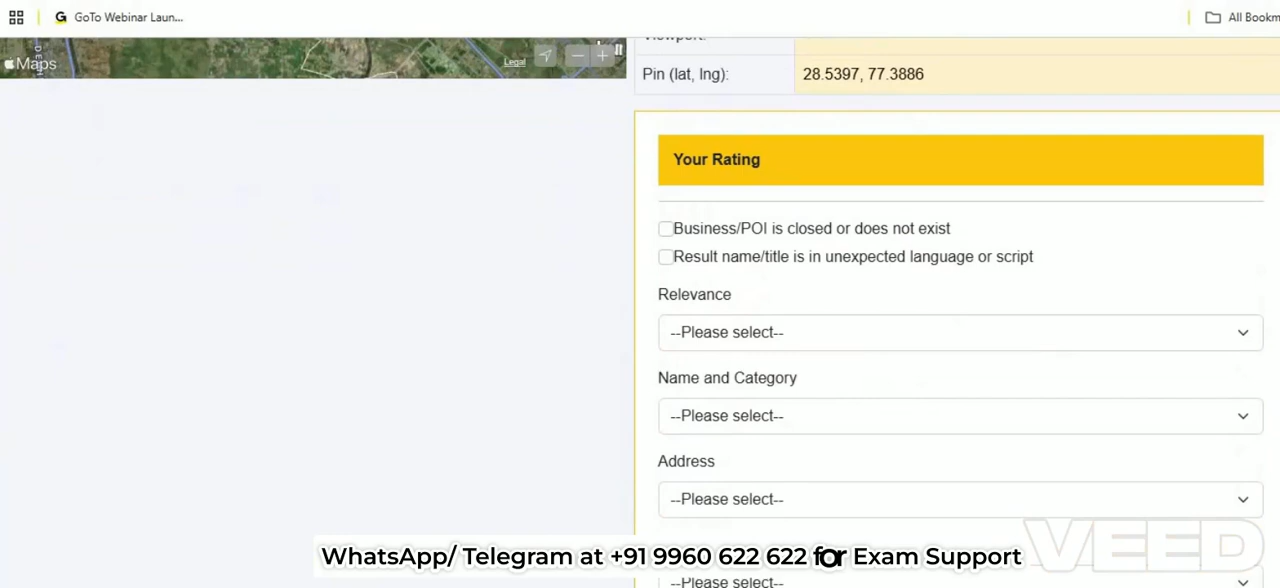 GoTo Webinar Laun...
All Bookm
Maps
Legal
Viewport:
Pin (lat, lng):
28.5397, 77.3886
Your Rating
Business/POI is closed or does not exist
Result name/title is in unexpected language or script
Relevance
--Please select--
Name and Category
--Please select--
Address
--Please select--
--Please select--
WhatsApp/ Telegram at +91 9960 622 622 for Exam Support
VEED